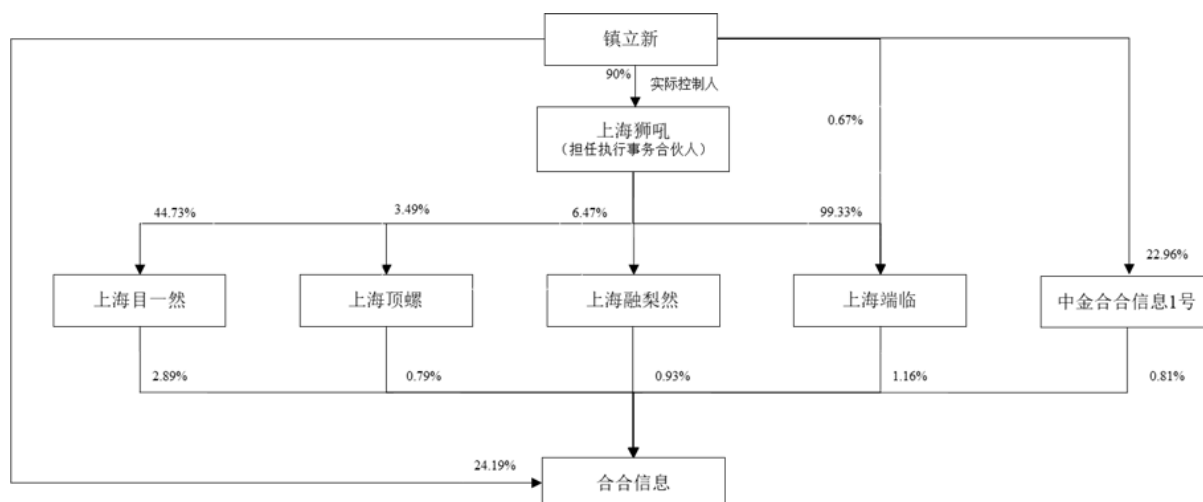 镇立新
90%
实际控制人
0.67%
上海狮吼
（担任执行事务合伙人）
44.73%
3.49%
6.47%
99.33%
22.96%
上海目一然
上海顶螺
上海融梨然
上海端临
中金合合信息1号
2.89%
0.79%
0.93%
1.16%
0.81%
24.19%
合合信息